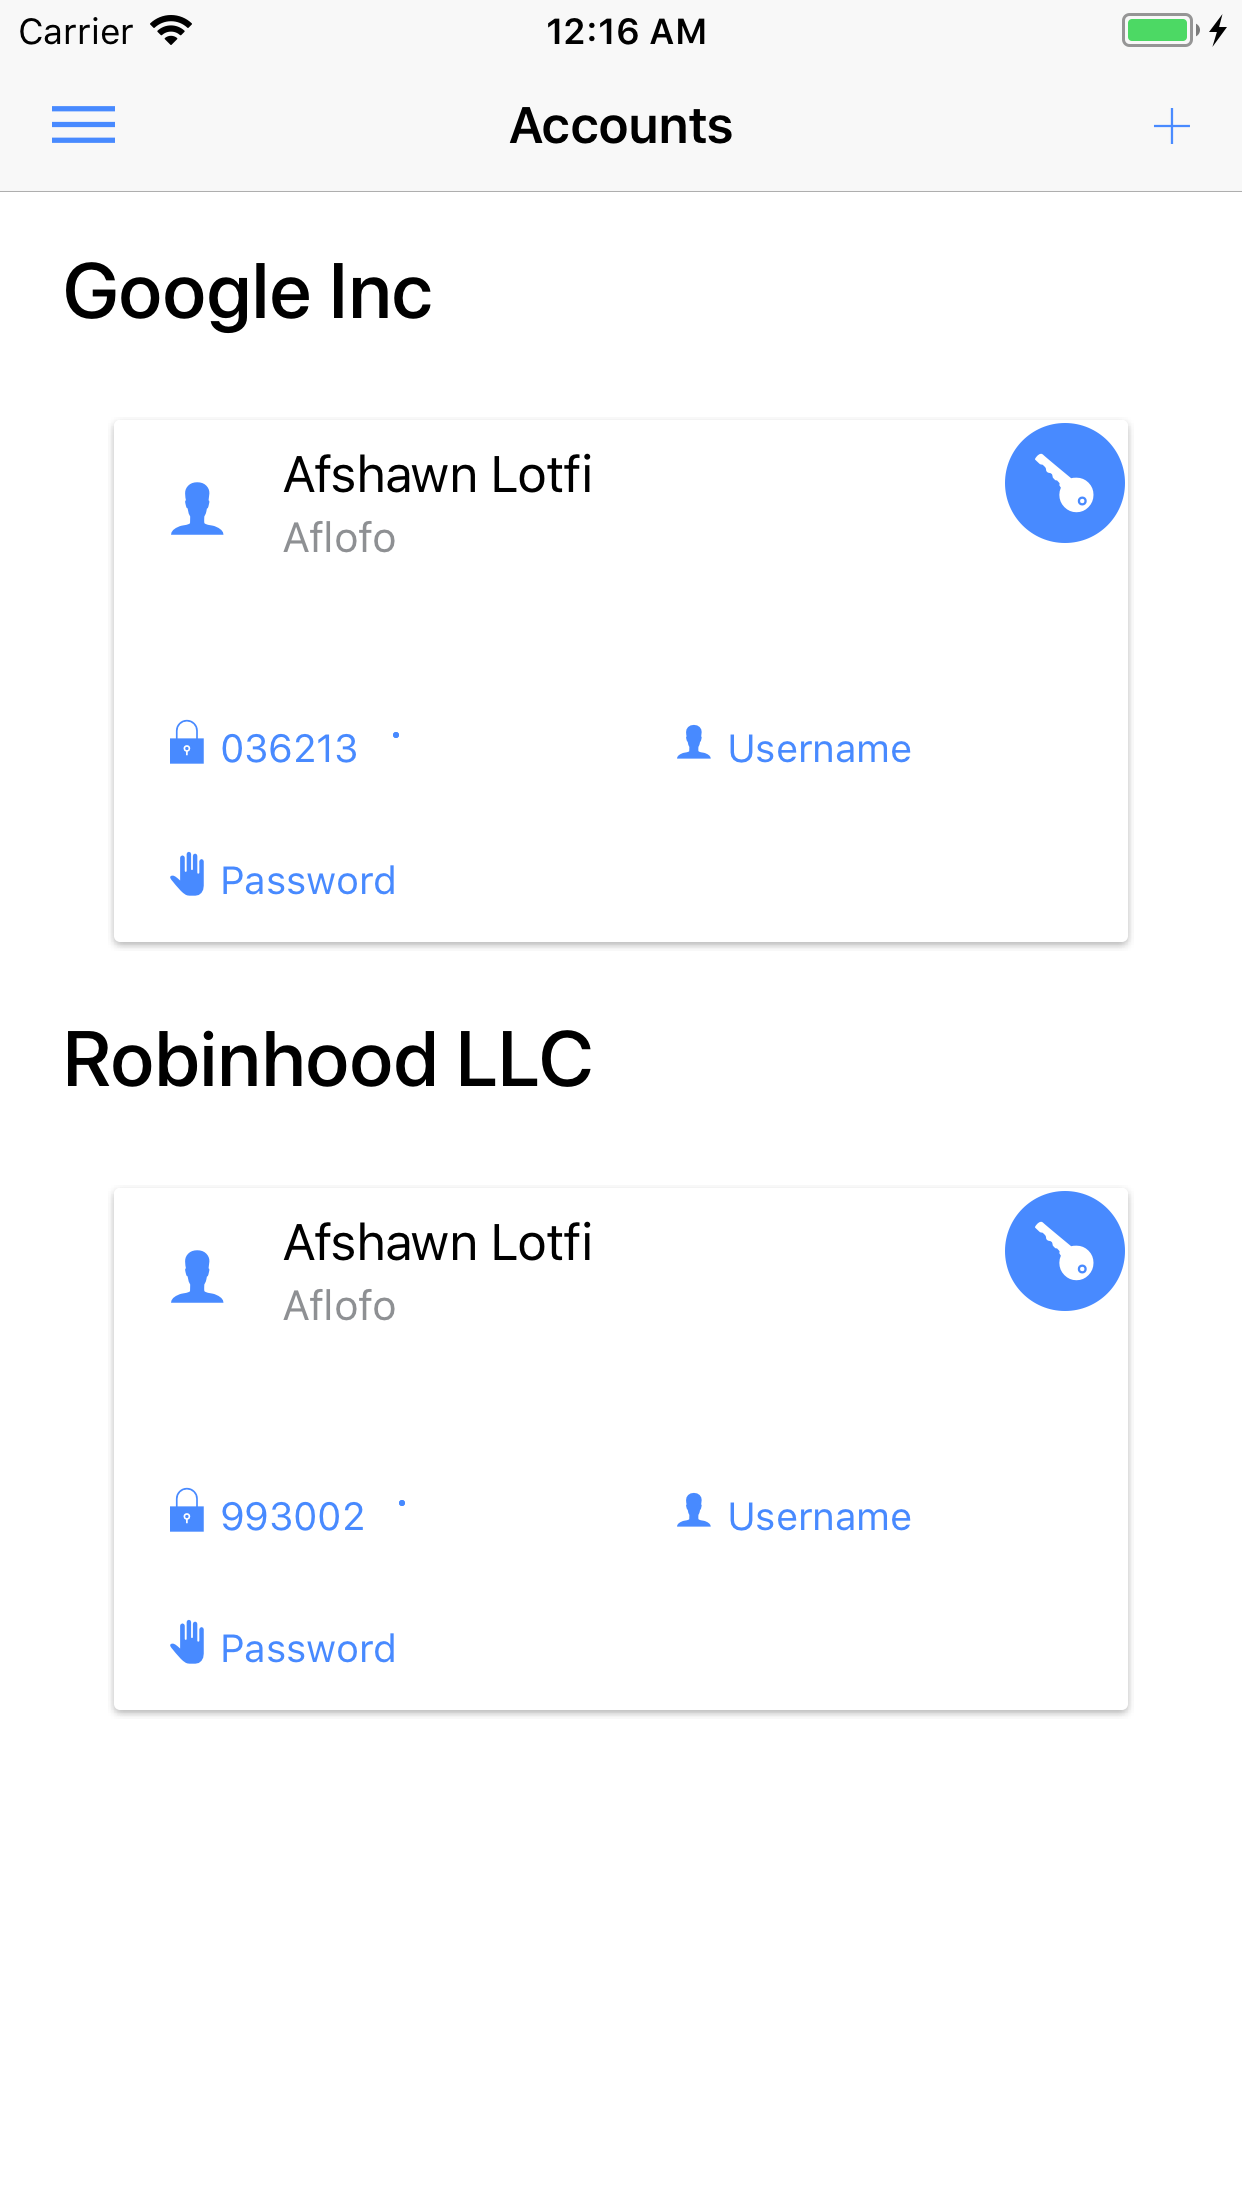 Carrier 12:16 AM
Accounts
Google Inc
Afshawn Lotfi
Aflofo
036213 Username
Password
Robinhood LLC
Afshawn Lotfi
Aflofo
993002 Username
Password